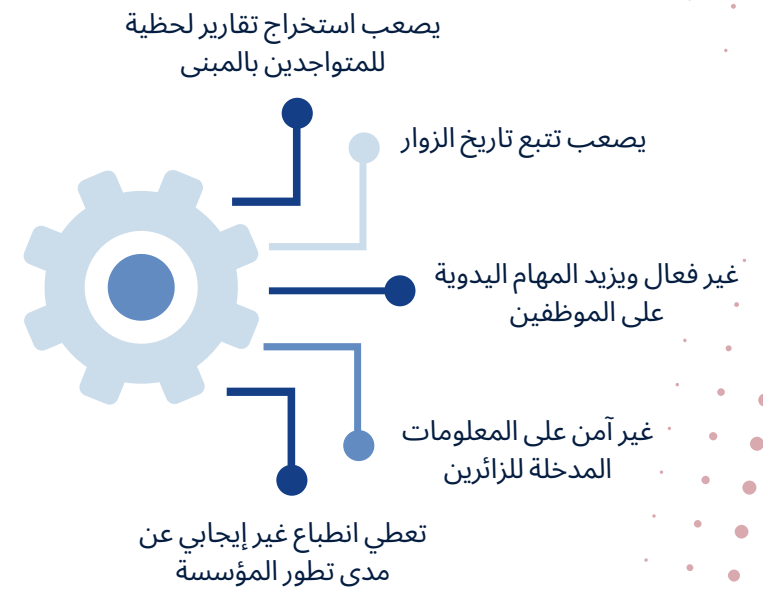 يصعب استخراج تقارير لحظية
للمتواجدين بالمبنى
يصعب تتبع تاريخ الزوار
غير فعال ويزيد المهام اليدوية
على الموظفين
غير آمن على المعلومات
المدخلة للزائرين
تعطي انطباع غير إيجابي عن
مدى تطور المؤسسة